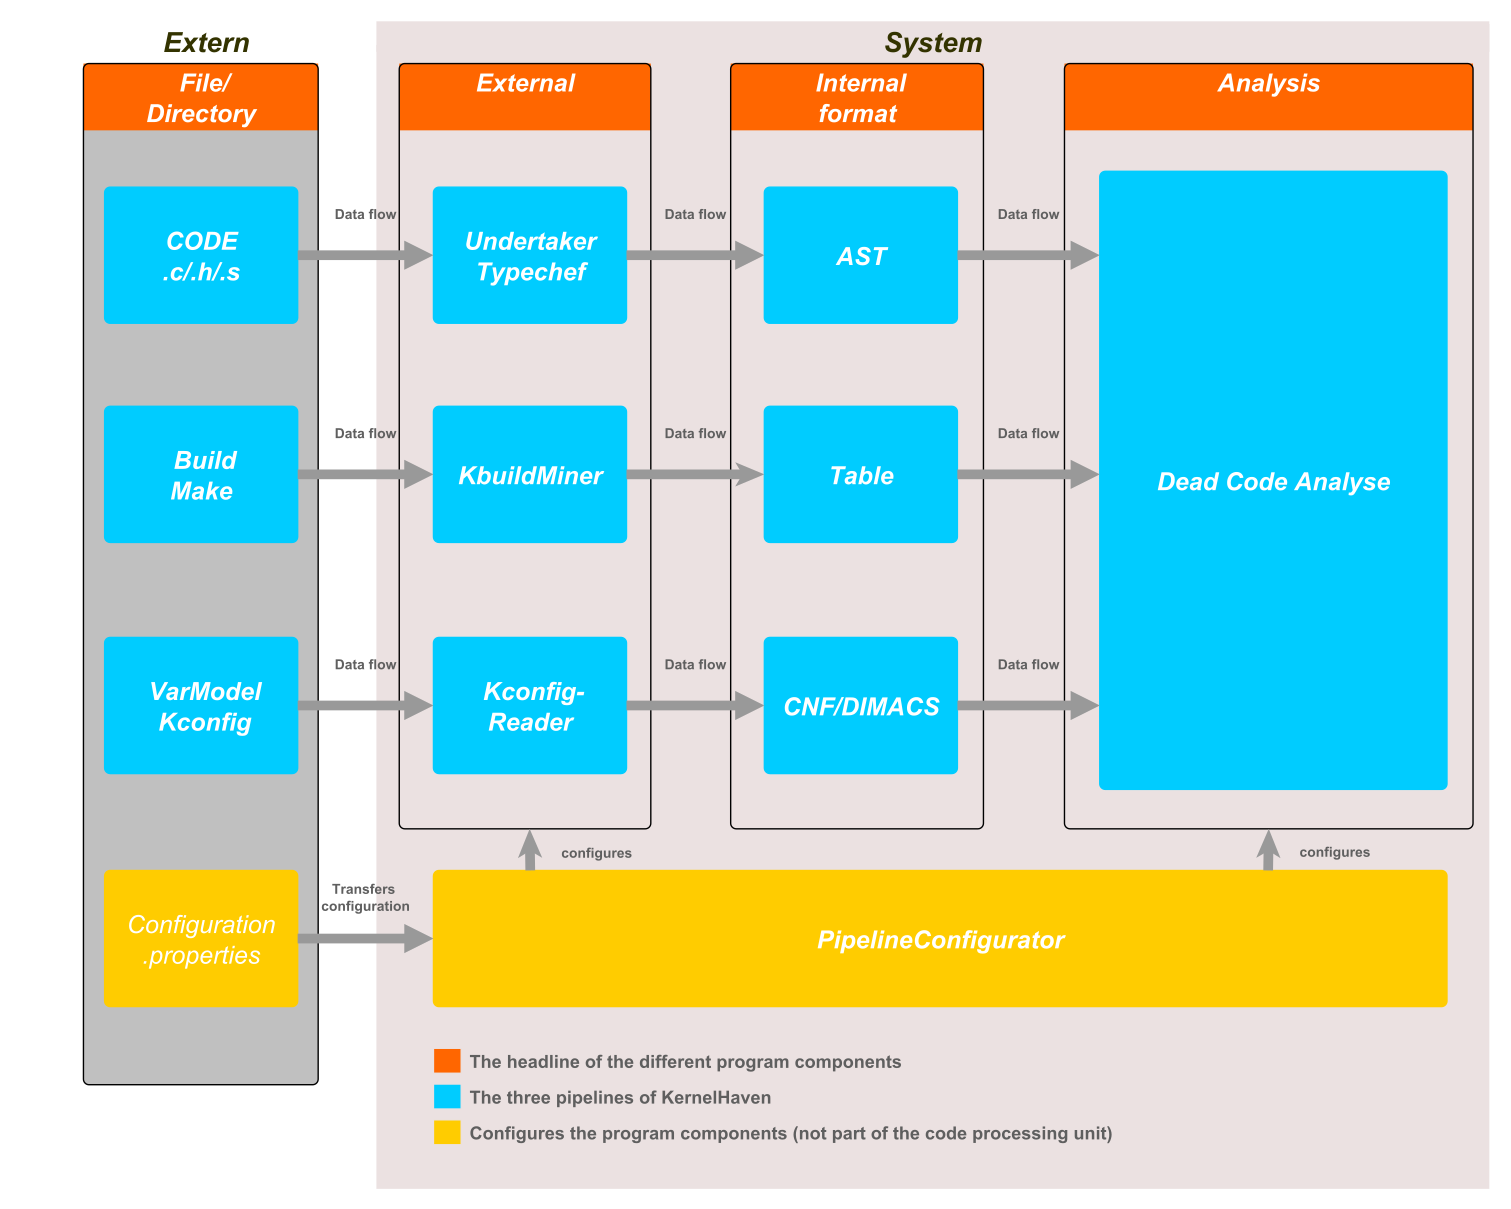 Extern
System
File/
Directory
External
Internal
format
Analysis
CODE
.c/.h/.s
Data flow
Undertaker
Typechef
Data flow
AST
Data flow
Build
Make
Data flow
KbuildMiner
Data flow
Table
Data flow
Dead Code Analyse
VarModel
Kconfig
Data flow
Kconfig-
Reader
Data flow
CNF/DIMACS
Data flow
configures
configures
Configuration
.properties
Transfers
configuration
PipelineConfigurator
The headline of the different program components
The three pipelines of KernelHaven
Configures the program components (not part of the code processing unit)